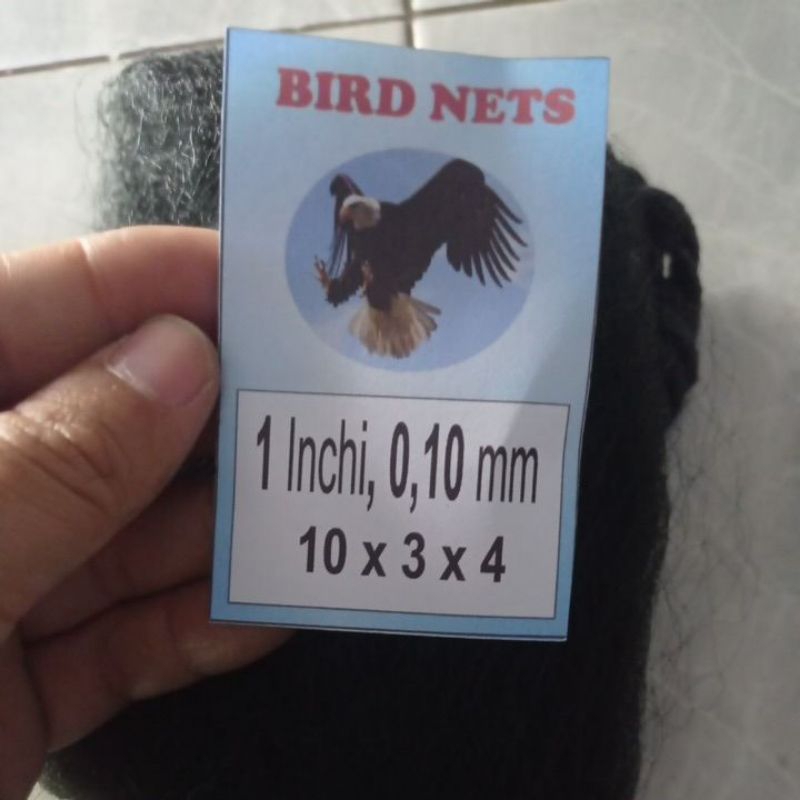 BIRD NETS
1 Inchi, 0,10 mm
10 x 3 x 4